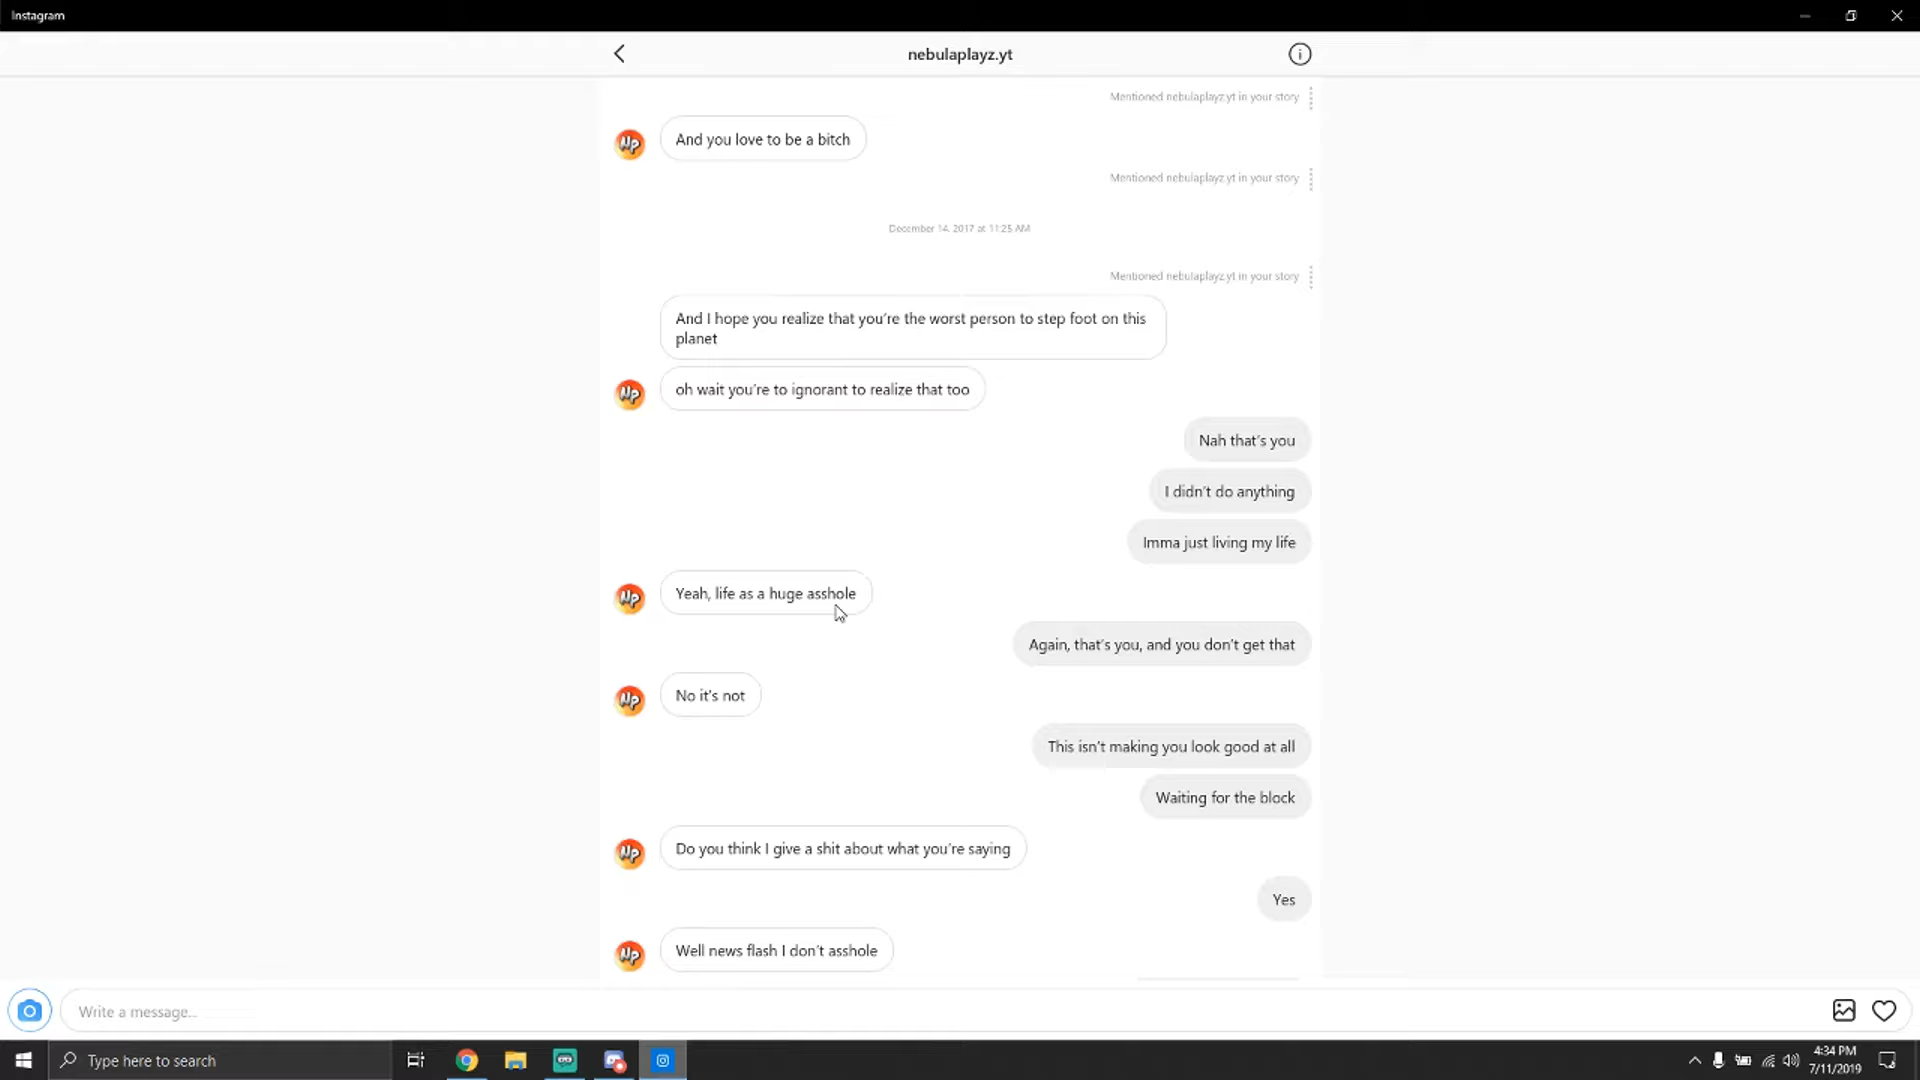 Instagram
nebulaplayz.yt
Mentioned nebulaplayz.yt in your story
And you love to be a bitch
Mentioned nebulaplayz.yt in your story
December 14, 2017 at 11:25 AM
Mentioned nebulaplayz.yt in your story
And I hope you realize that you're the worst person to step foot on this
planet
oh wait you're to ignorant to realize that too
Nah that's you
I didn't do anything
Imma just living my life
Yeah, life as a huge asshole
Again, that's you, and you don't get that
No it's not
This isn't making you look good at all
Waiting for the block
Do you think I give a shit about what you're saying
Yes
Well news flash I don't asshole
Write a message...
Type here to search
4:34 PM
7/11/2019